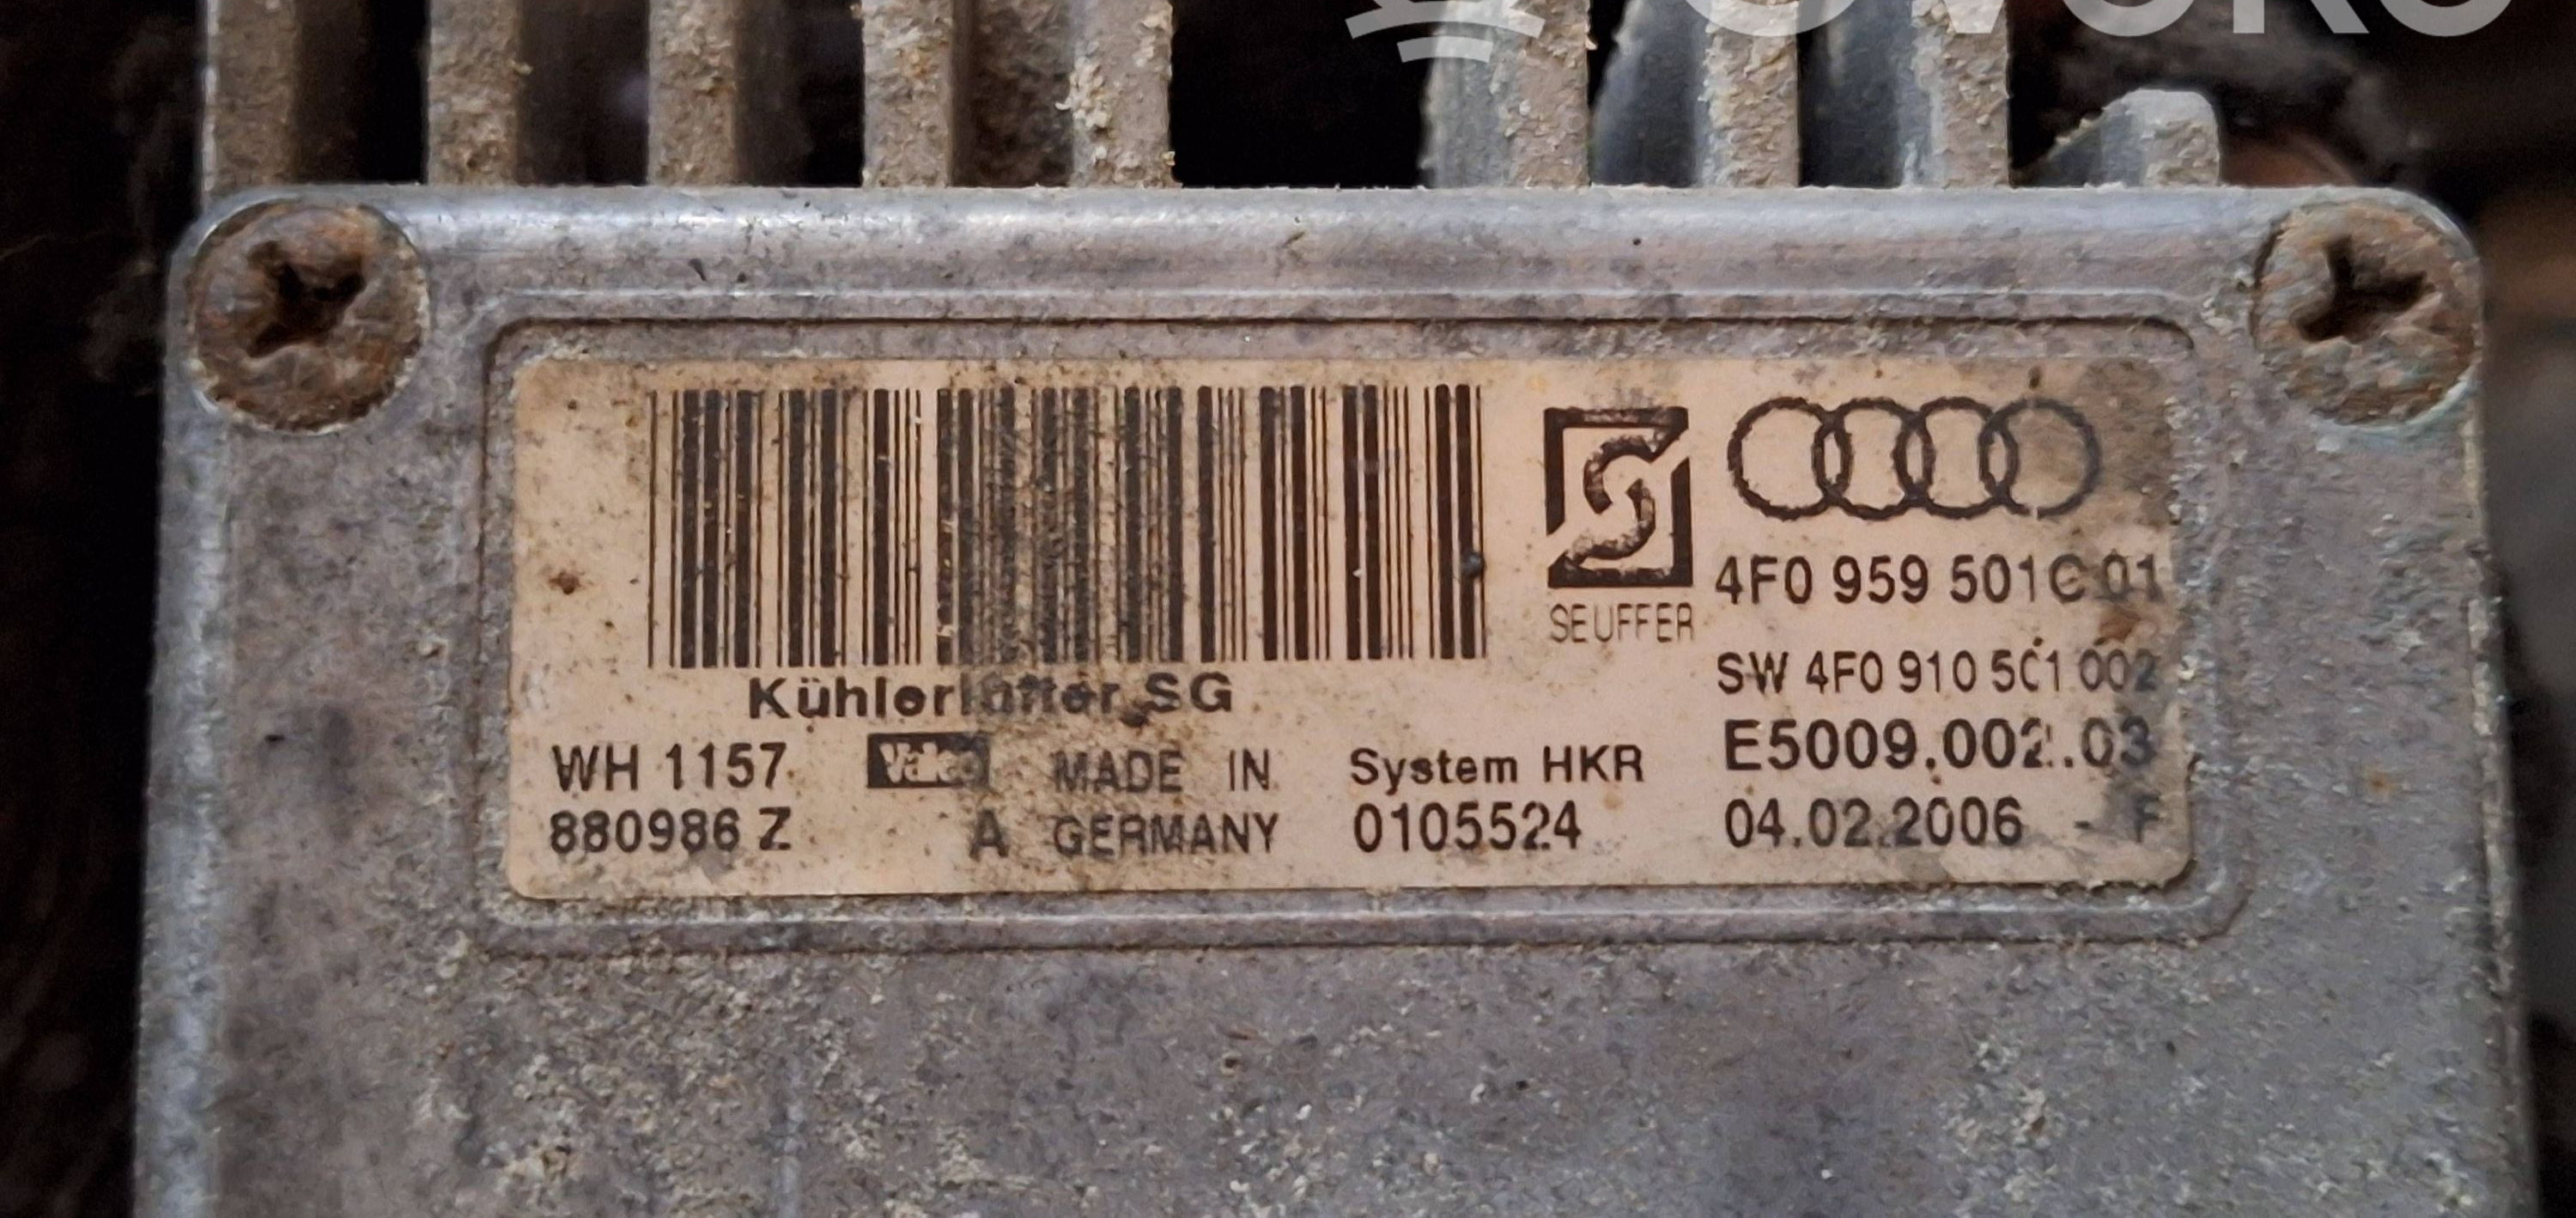 SEUFFER
4F0 959 501C 01
SW 4F0 910 501 002
Kühlerlüfter SG
E5009.002.03
WH 1157 Valeo MADE IN System HKR
880986 Z A GERMANY 0105524 04.02.2006 - F